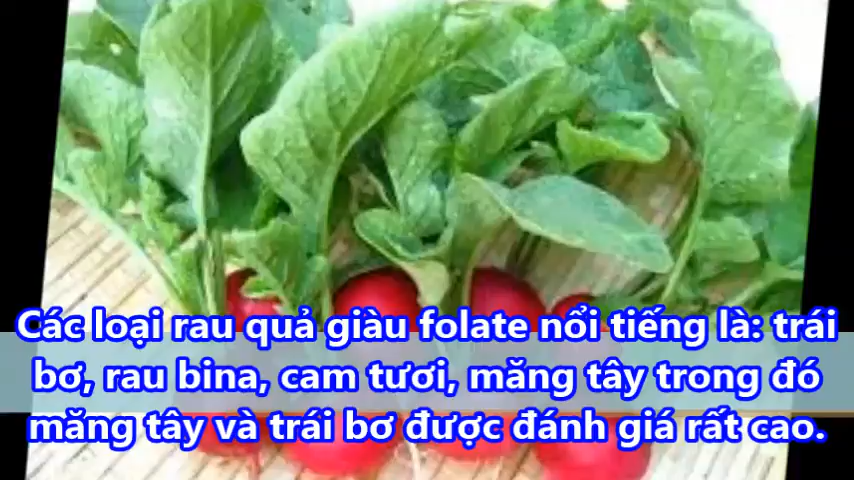 Các loại rau quả giàu folate nổi tiếng là: trái
bơ, rau bina, cam tươi, măng tây trong đó
măng tây và trái bơ được đánh giá rất cao.